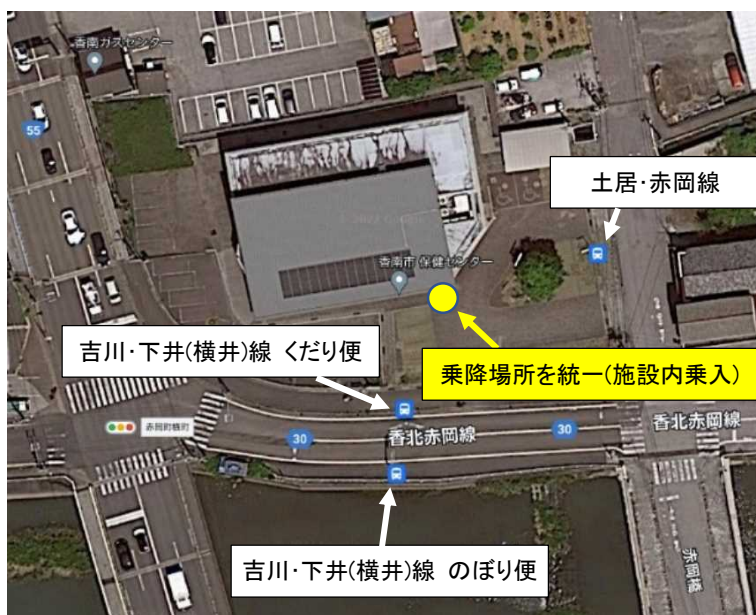 香南ガスセンター
55
土居・赤岡線
香南市 保健センター
吉川・下井(横井)線 くだり便
乗降場所を統一(施設内乗入)
赤岡町横町
30
香北赤岡線
30
香北赤岡線
吉川・下井(横井)線 のぼり便
赤岡橋